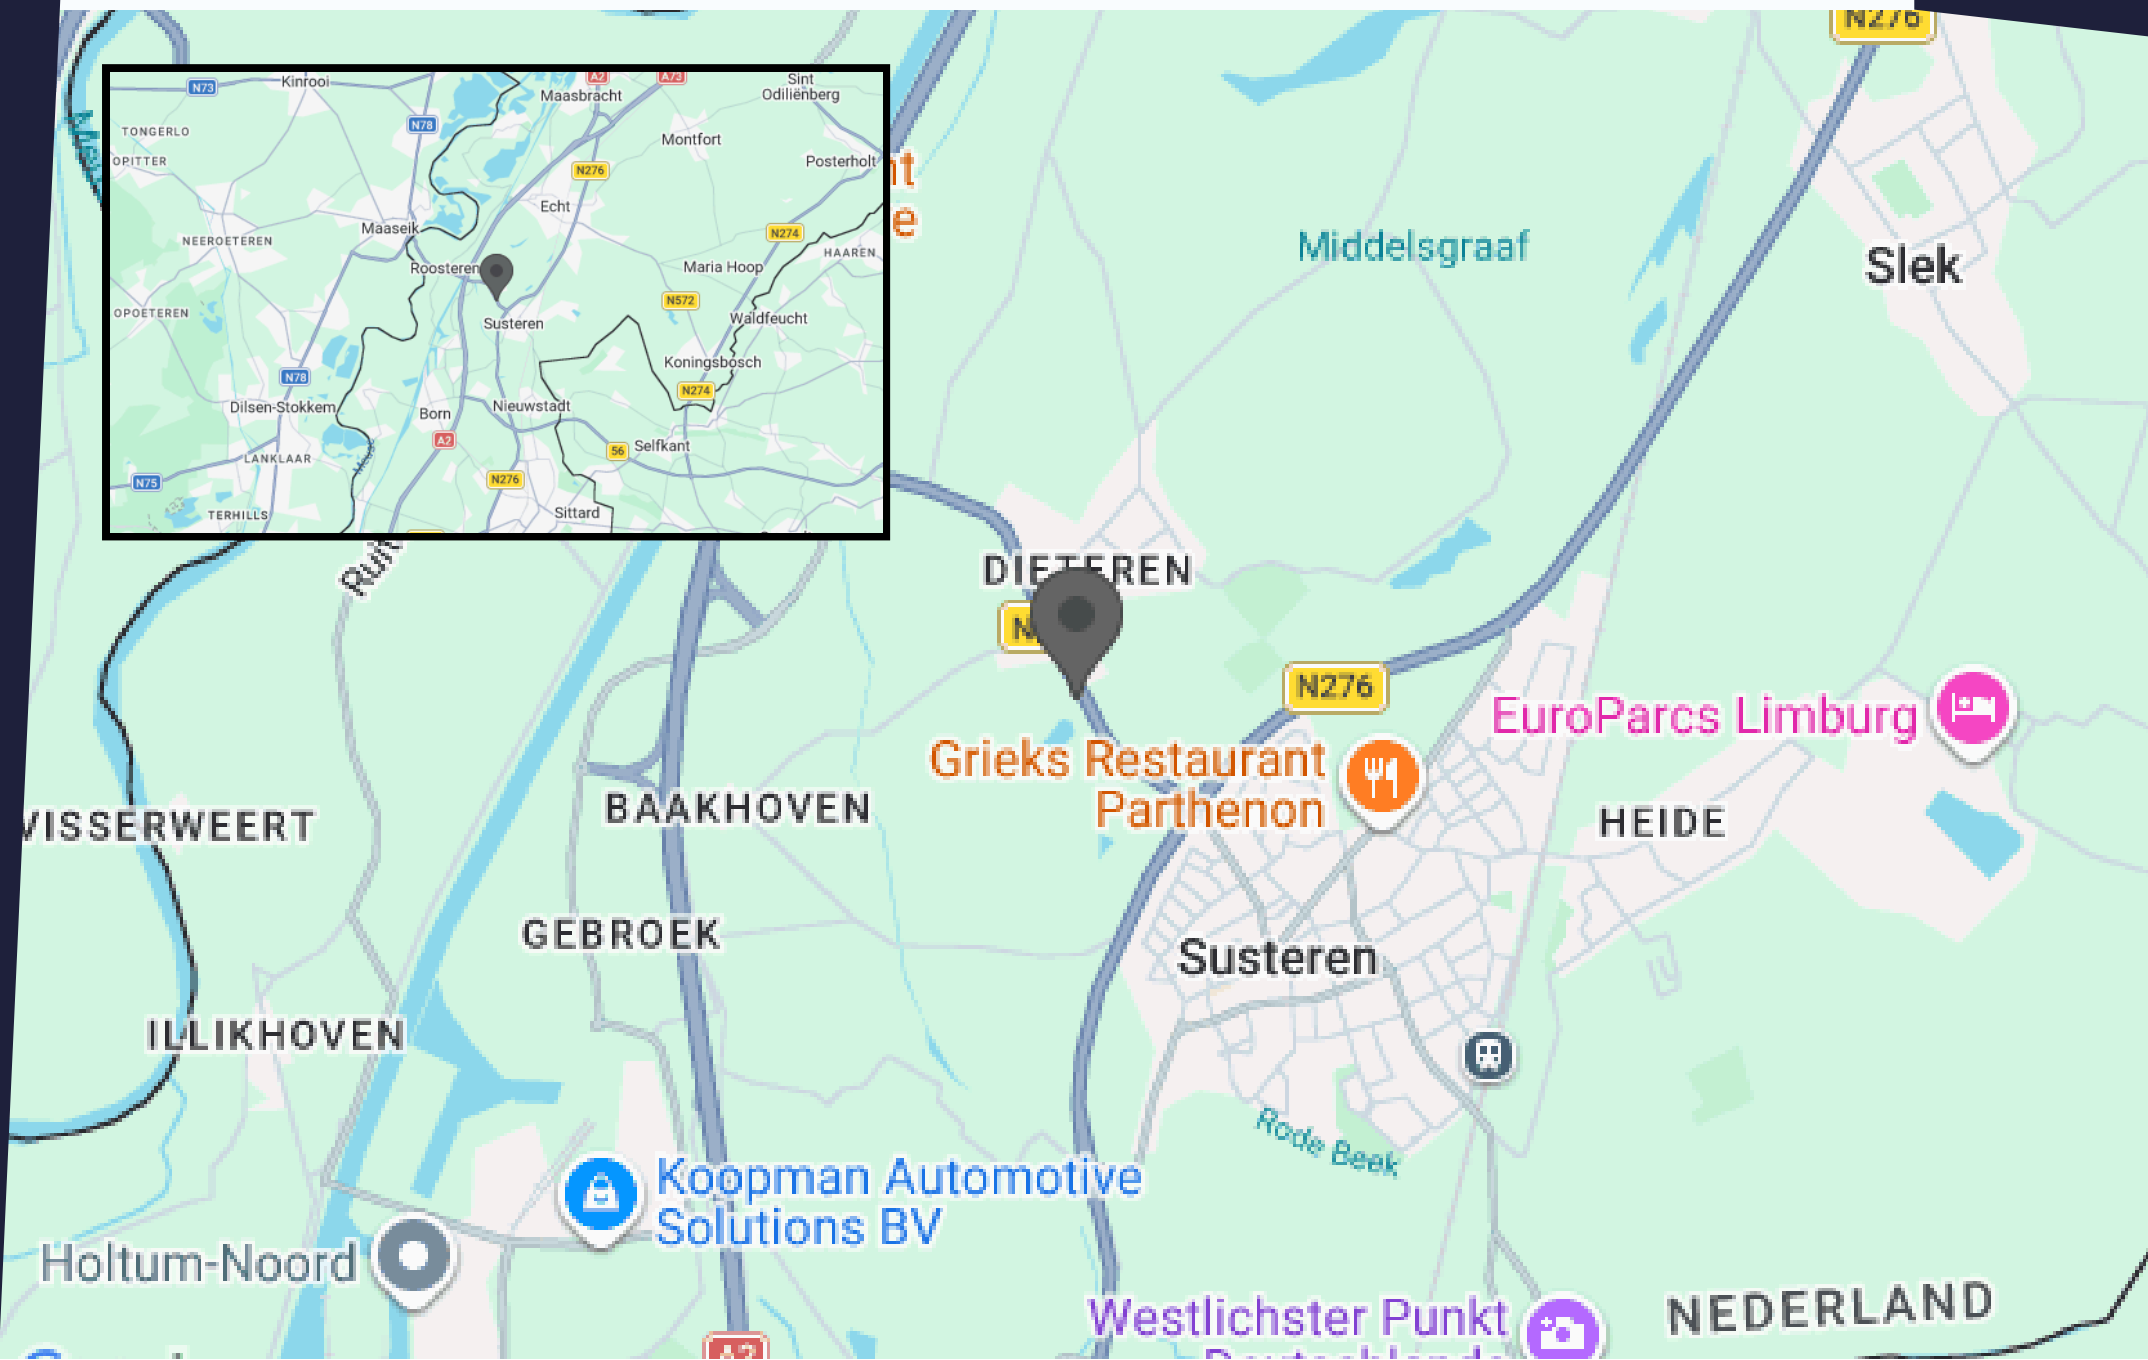 N276
N73
Kinrooi
A2
A73
Maasbracht
Sint
Odiliënberg
N78
TONGERLO
Montfort
OPITTER
Posterholt
N276
Echt
Maaseik
N274
NEEROETEREN
HAAREN
Roosteren
Maria Hoop
N572
OPOETEREN
Waldfeucht
Susteren
Koningsbosch
N78
N274
Dilsen-Stokkem
Born
Nieuwstadt
A2
56
Selfkant
LANKLAAR
Meuse
N75
N276
TERHILLS
Sittard
Middelsgraaf
Slek
DIETEREN
N276
EuroParcs Limburg
Grieks Restaurant
Parthenon
BAAKHOVEN
HEIDE
VISSERWEERT
GEBROEK
Susteren
ILLIKHOVEN
Rode Beek
Koopman Automotive
Solutions BV
Holtum-Noord
Westlichster Punkt
Deutschlands
NEDERLAND
A2